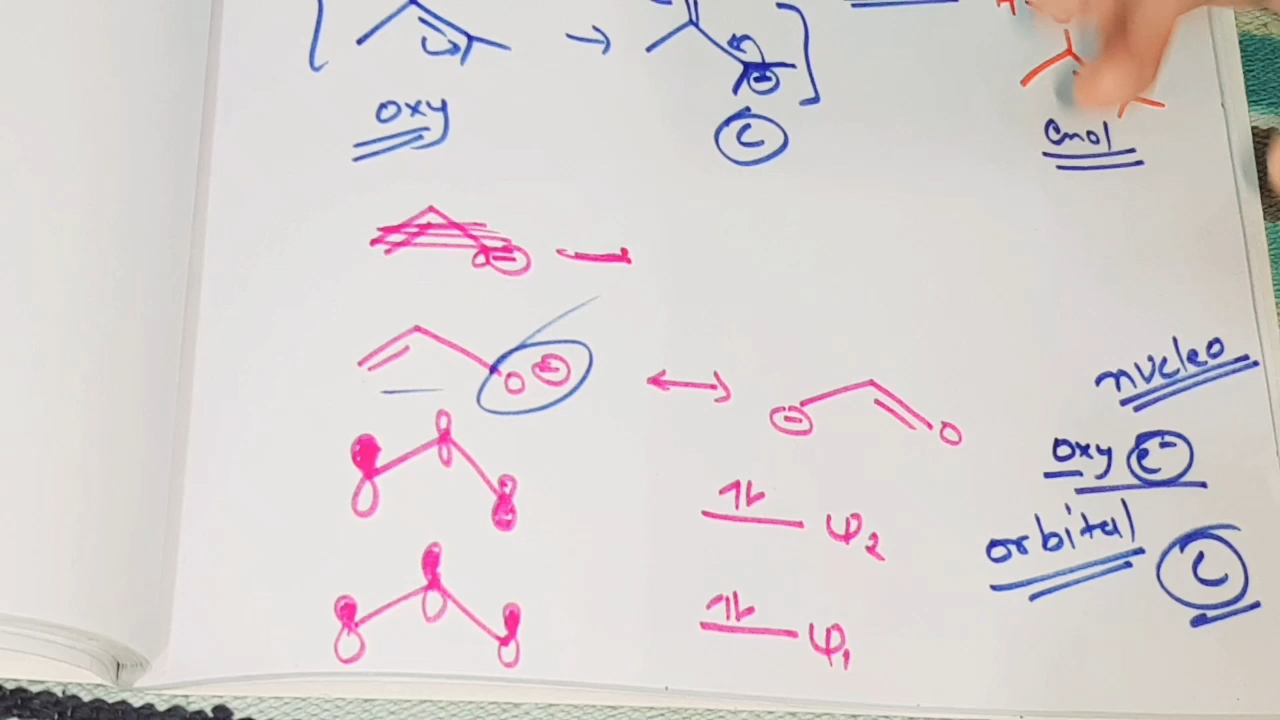 oxy
C
enol
O⊖
O⊖
⊖ O
nucleo
oxy e⁻
ψ2
orbital C
ψ1